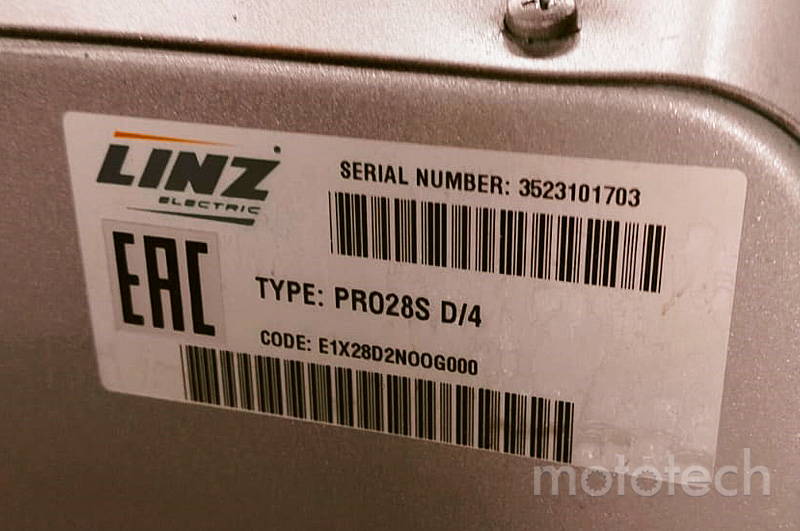 LINZ
ELECTRIC
SERIAL NUMBER: 3523101703
EAC
TYPE: PRO28S D/4
CODE: E1X28D2NOOG000
mototech